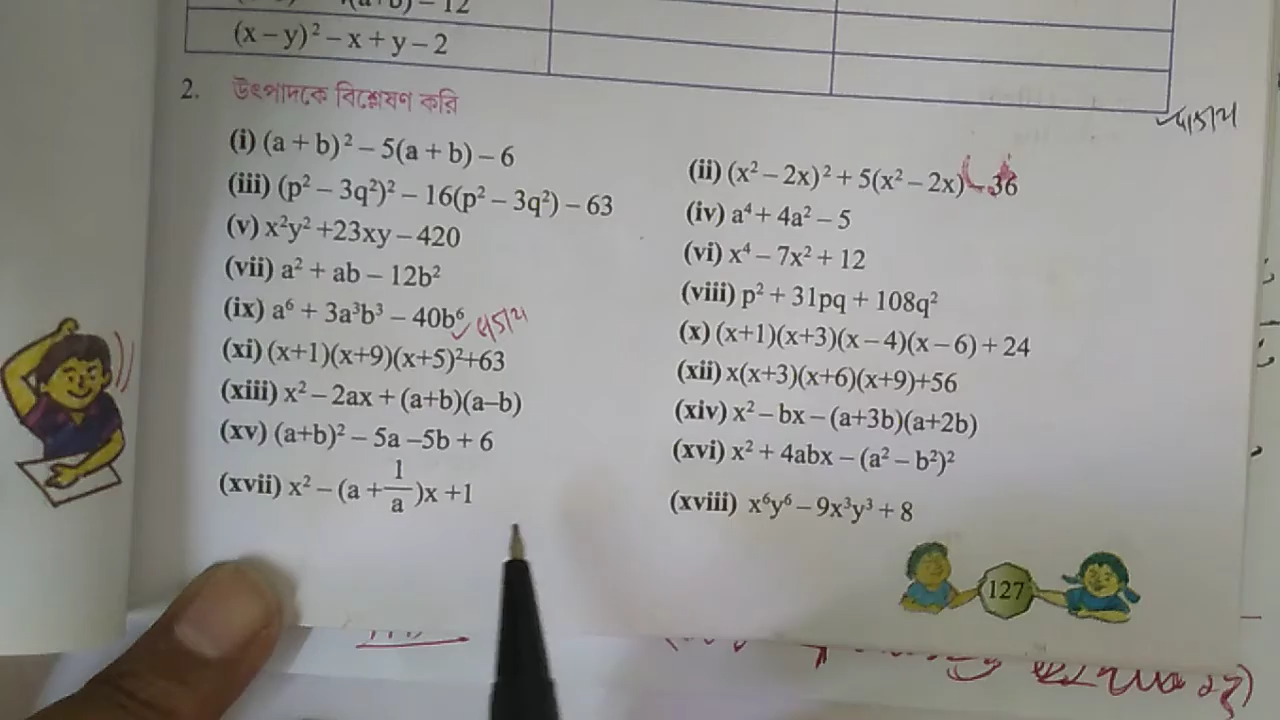 (a+b) – 12
(x – y)² – x + y – 2
2. উৎপাদকে বিশ্লেষণ করি
(i) (a + b)² – 5(a + b) – 6
(ii) (x² – 2x)² + 5(x² – 2x) – 36
(iii) (p² – 3q²)² – 16(p² – 3q²) – 63
(iv) a⁴ + 4a² – 5
(v) x²y² +23xy – 420
(vi) x⁴ – 7x² + 12
(vii) a² + ab – 12b²
(viii) p² + 31pq + 108q²
(ix) a⁶ + 3a³b³ – 40b⁶
(x) (x+1)(x+3)(x – 4)(x – 6) + 24
(xi) (x+1)(x+9)(x+5)²+63
(xii) x(x+3)(x+6)(x+9)+56
(xiii) x² – 2ax + (a+b)(a–b)
(xiv) x² – bx – (a+3b)(a+2b)
(xv) (a+b)² – 5a –5b + 6
(xvi) x² + 4abx – (a² – b²)²
(xvii) x² – (a + 1/a)x +1
(xviii) x⁶y⁶ – 9x³y³ + 8
127